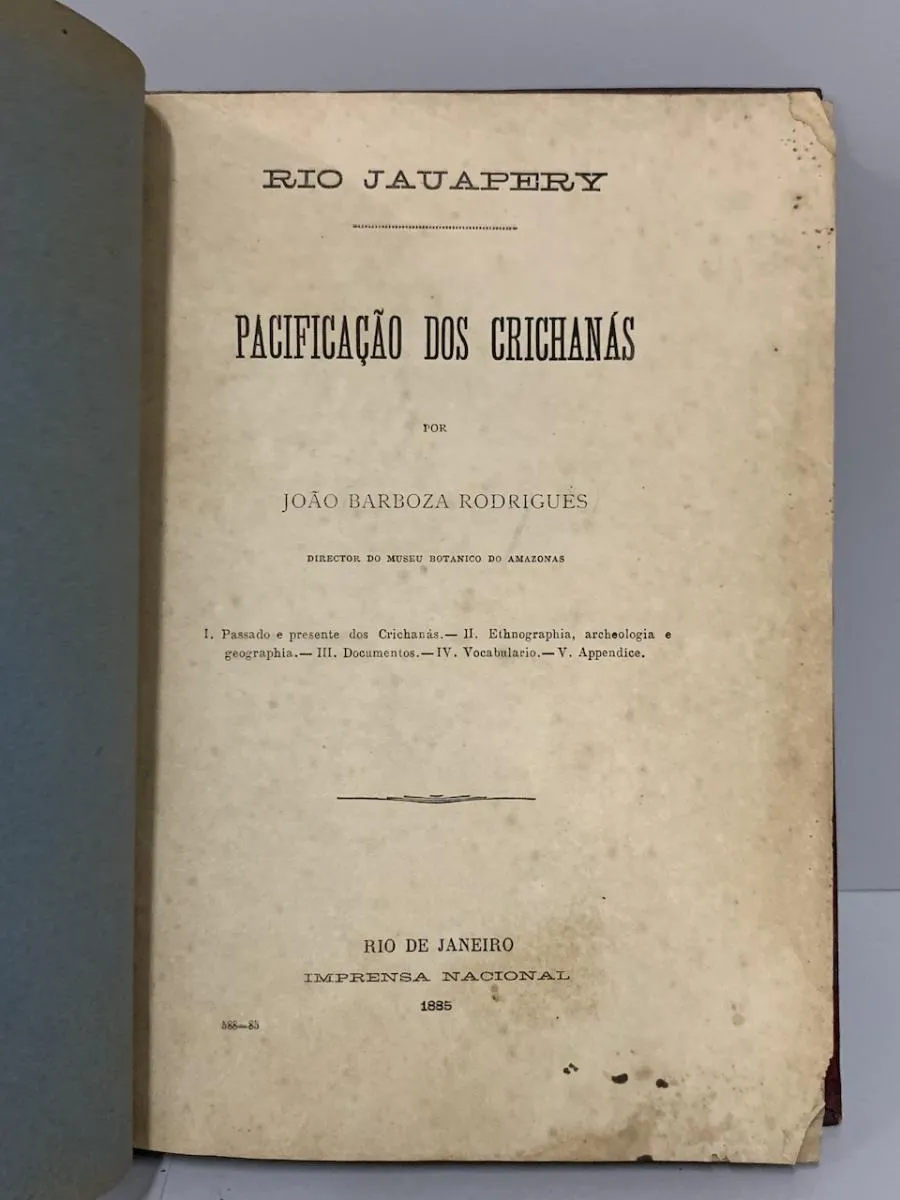 RIO JAUAPERY
PACIFICAÇÃO DOS CRICHANÁS
POR
JOÃO BARBOZA RODRIGUES
DIRECTOR DO MUSEU BOTANICO DO AMAZONAS
I. Passado e presente dos Crichanás.— II. Ethnographia, archeologia e
geographia.— III. Documentos.—IV. Vocabulario.—V. Appendice.
RIO DE JANEIRO
IMPRENSA NACIONAL
1885
588—85